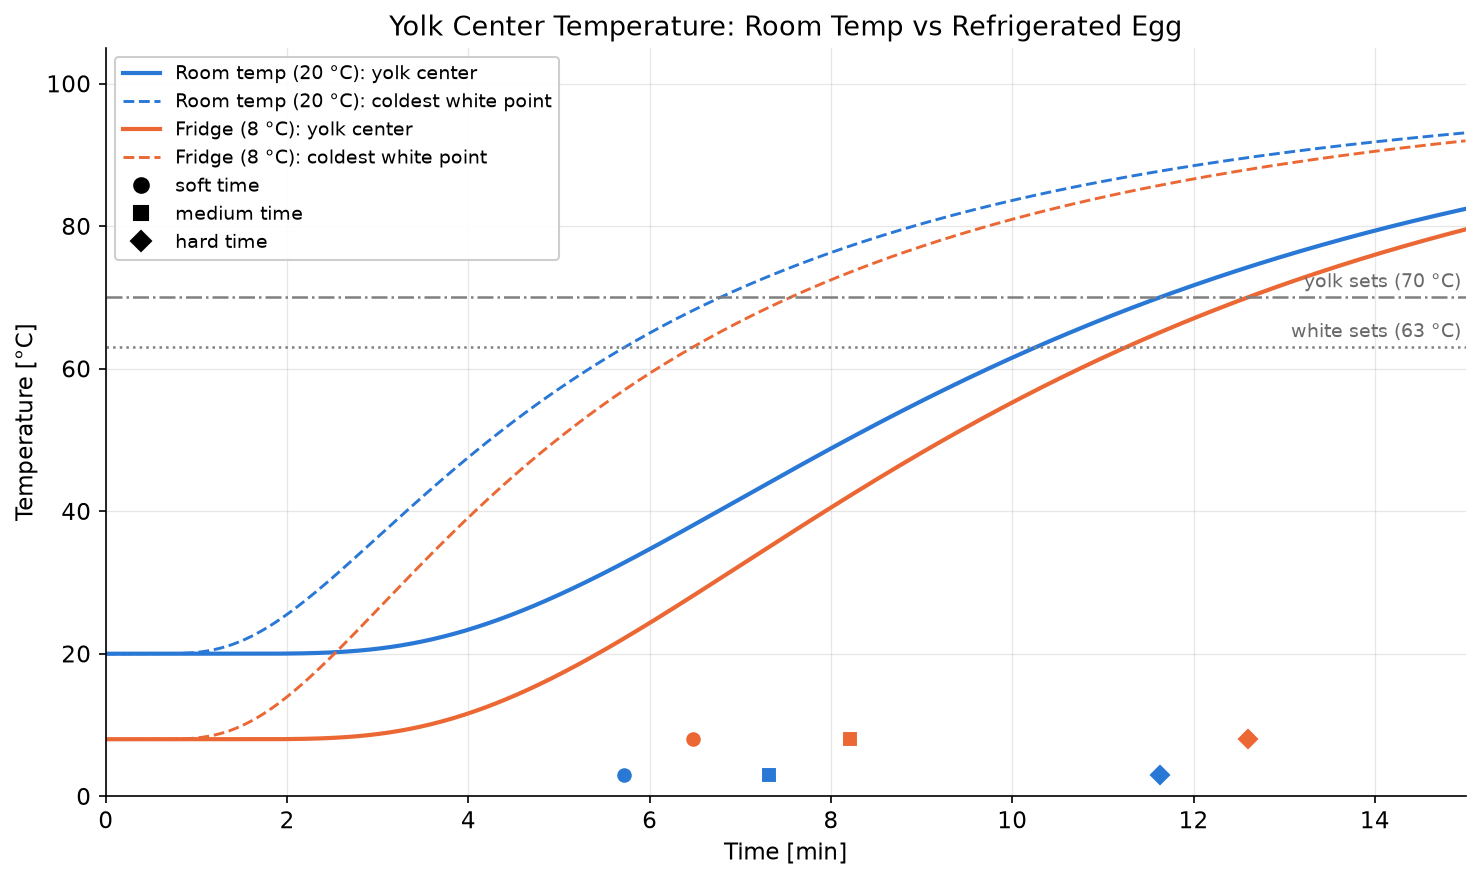 Yolk Center Temperature: Room Temp vs Refrigerated Egg
Room temp (20 °C): yolk center
Room temp (20 °C): coldest white point
Fridge (8 °C): yolk center
Fridge (8 °C): coldest white point
soft time
medium time
hard time
100
80
60
40
20
0
Temperature [°C]
yolk sets (70 °C)
white sets (63 °C)
0 2 4 6 8 10 12 14
Time [min]